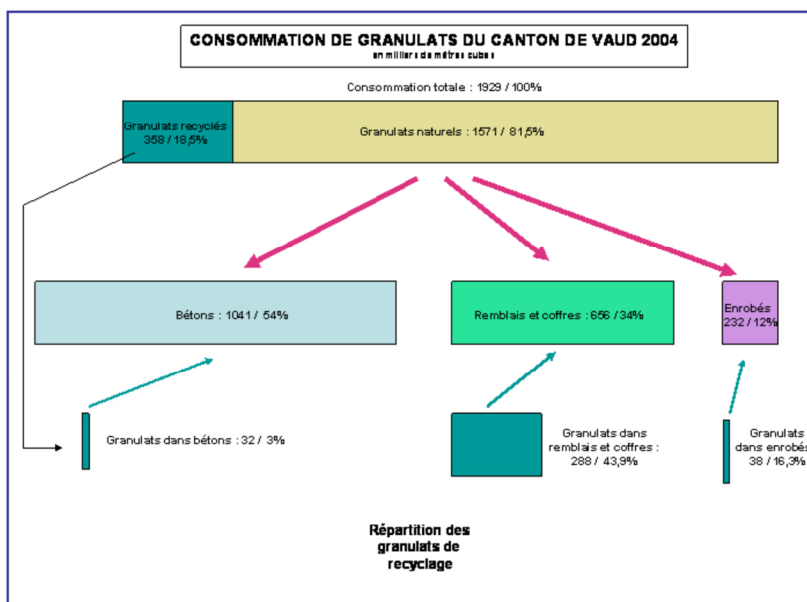 CONSOMMATION DE GRANULATS DU CANTON DE VAUD 2004
en milliers de mètres cubes
Consommation totale : 1929 / 100%
Granulats recyclés
358 / 18,5%
Granulats naturels : 1571 / 81,5%
Bétons : 1041 / 54%
Remblais et coffres : 656 / 34%
Enrobés
232 / 12%
Granulats dans bétons : 32 / 3%
Granulats dans
remblais et coffres :
288 / 43,9%
Granulats
dans enrobés
38 / 16,3%
Répartition des
granulats de
recyclage